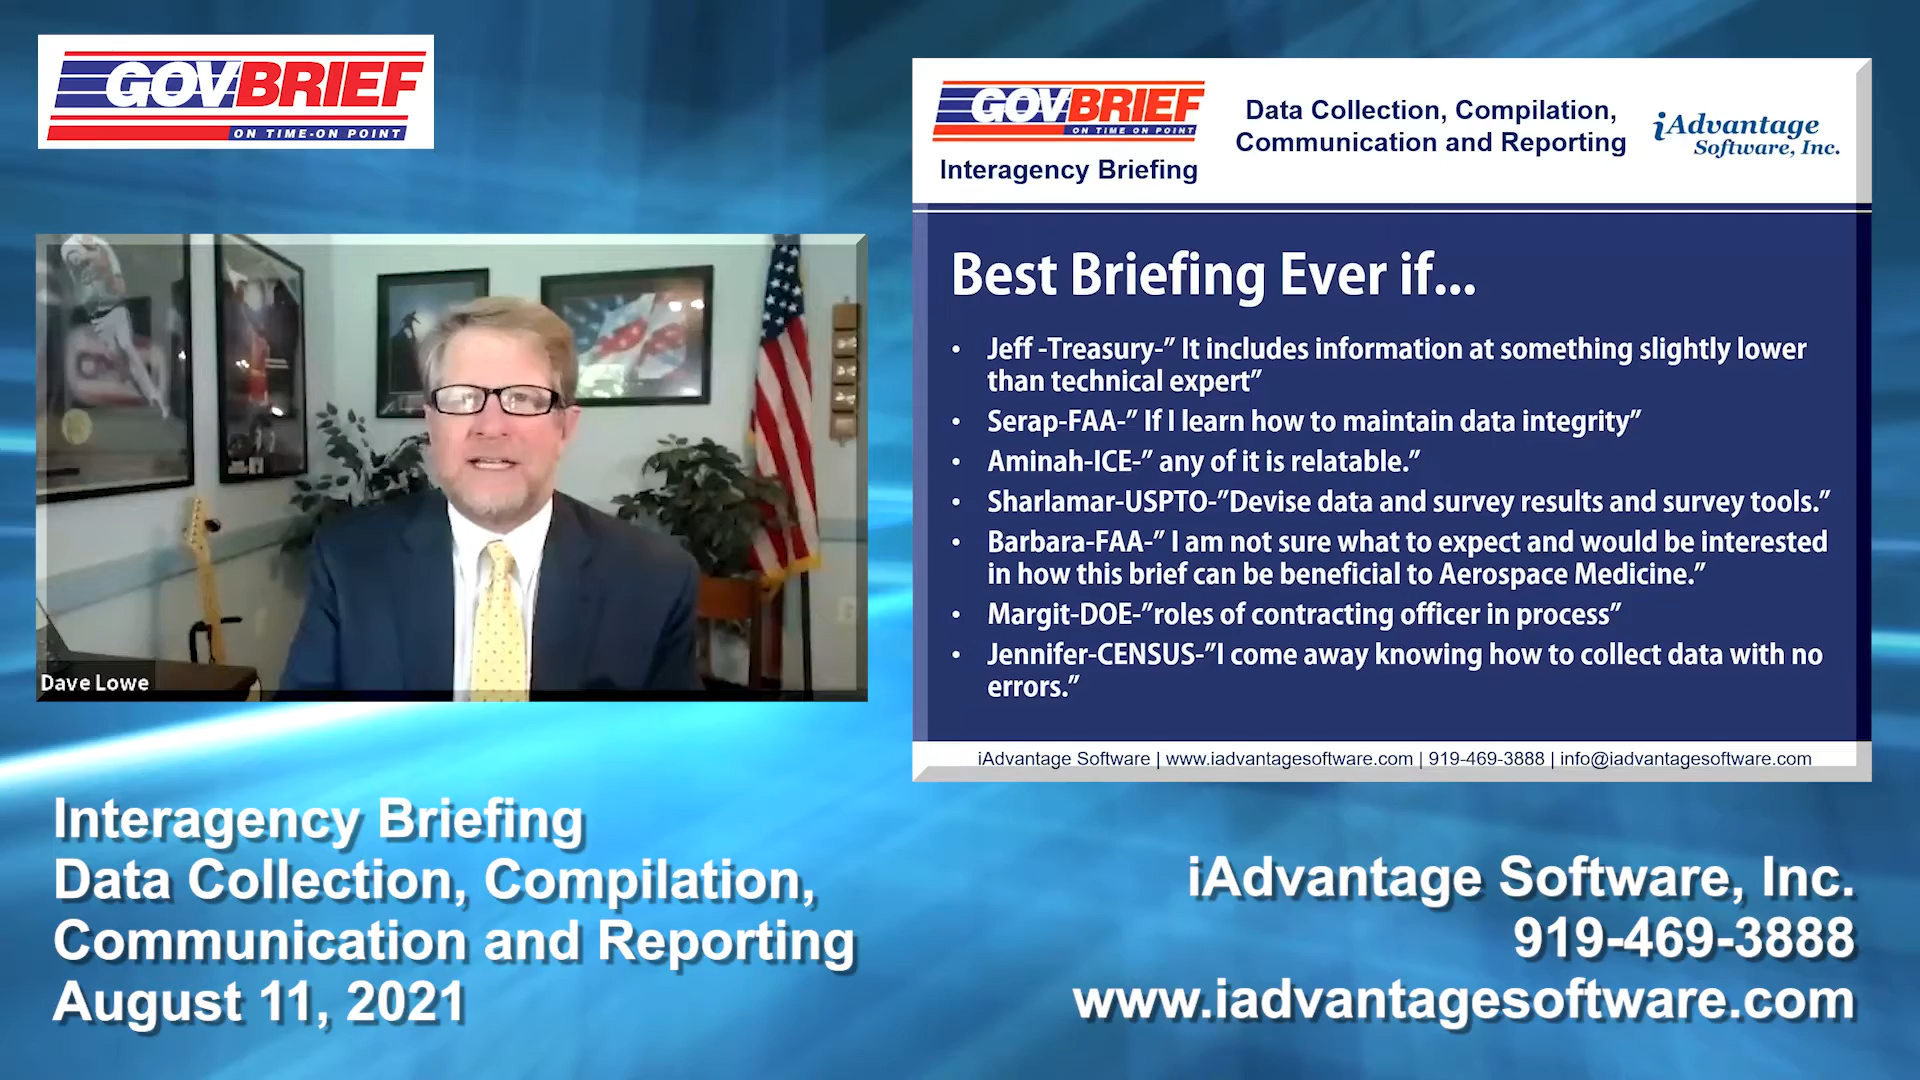 GOVBRIEF
ON TIME-ON POINT
Dave Lowe
GOVBRIEF
ON TIME-ON POINT
Interagency Briefing
Data Collection, Compilation,
Communication and Reporting
iAdvantage
Software, Inc.
Best Briefing Ever if...
• Jeff -Treasury-” It includes information at something slightly lower
than technical expert”
• Serap-FAA-” If I learn how to maintain data integrity”
• Aminah-ICE-” any of it is relatable.”
• Sharlamar-USPTO-”Devise data and survey results and survey tools.”
• Barbara-FAA-” I am not sure what to expect and would be interested
in how this brief can be beneficial to Aerospace Medicine.”
• Margit-DOE-”roles of contracting officer in process”
• Jennifer-CENSUS-”I come away knowing how to collect data with no
errors.”
iAdvantage Software | www.iadvantagesoftware.com | 919-469-3888 | info@iadvantagesoftware.com
Interagency Briefing
Data Collection, Compilation,
Communication and Reporting
August 11, 2021
iAdvantage Software, Inc.
919-469-3888
www.iadvantagesoftware.com